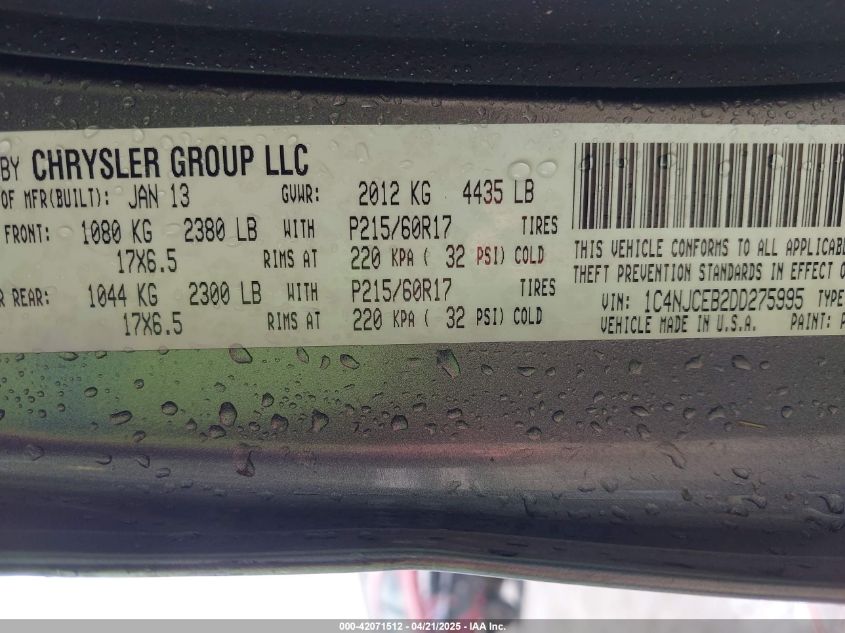 BY CHRYSLER GROUP LLC
OF MFR(BUILT): JAN 13 GVWR: 2012 KG 4435 LB
FRONT: 1080 KG 2380 LB WITH P215/60R17 TIRES
17X6.5 RIMS AT 220 KPA ( 32 PSI) COLD
REAR: 1044 KG 2300 LB WITH P215/60R17 TIRES
17X6.5 RIMS AT 220 KPA ( 32 PSI) COLD
THIS VEHICLE CONFORMS TO ALL APPLICABL
THEFT PREVENTION STANDARDS IN EFFECT O
VIN: 1C4NJCEB2DD275995 TYPE
VEHICLE MADE IN U.S.A. PAINT: P
000-42071512 - 04/21/2025 - IAA Inc.